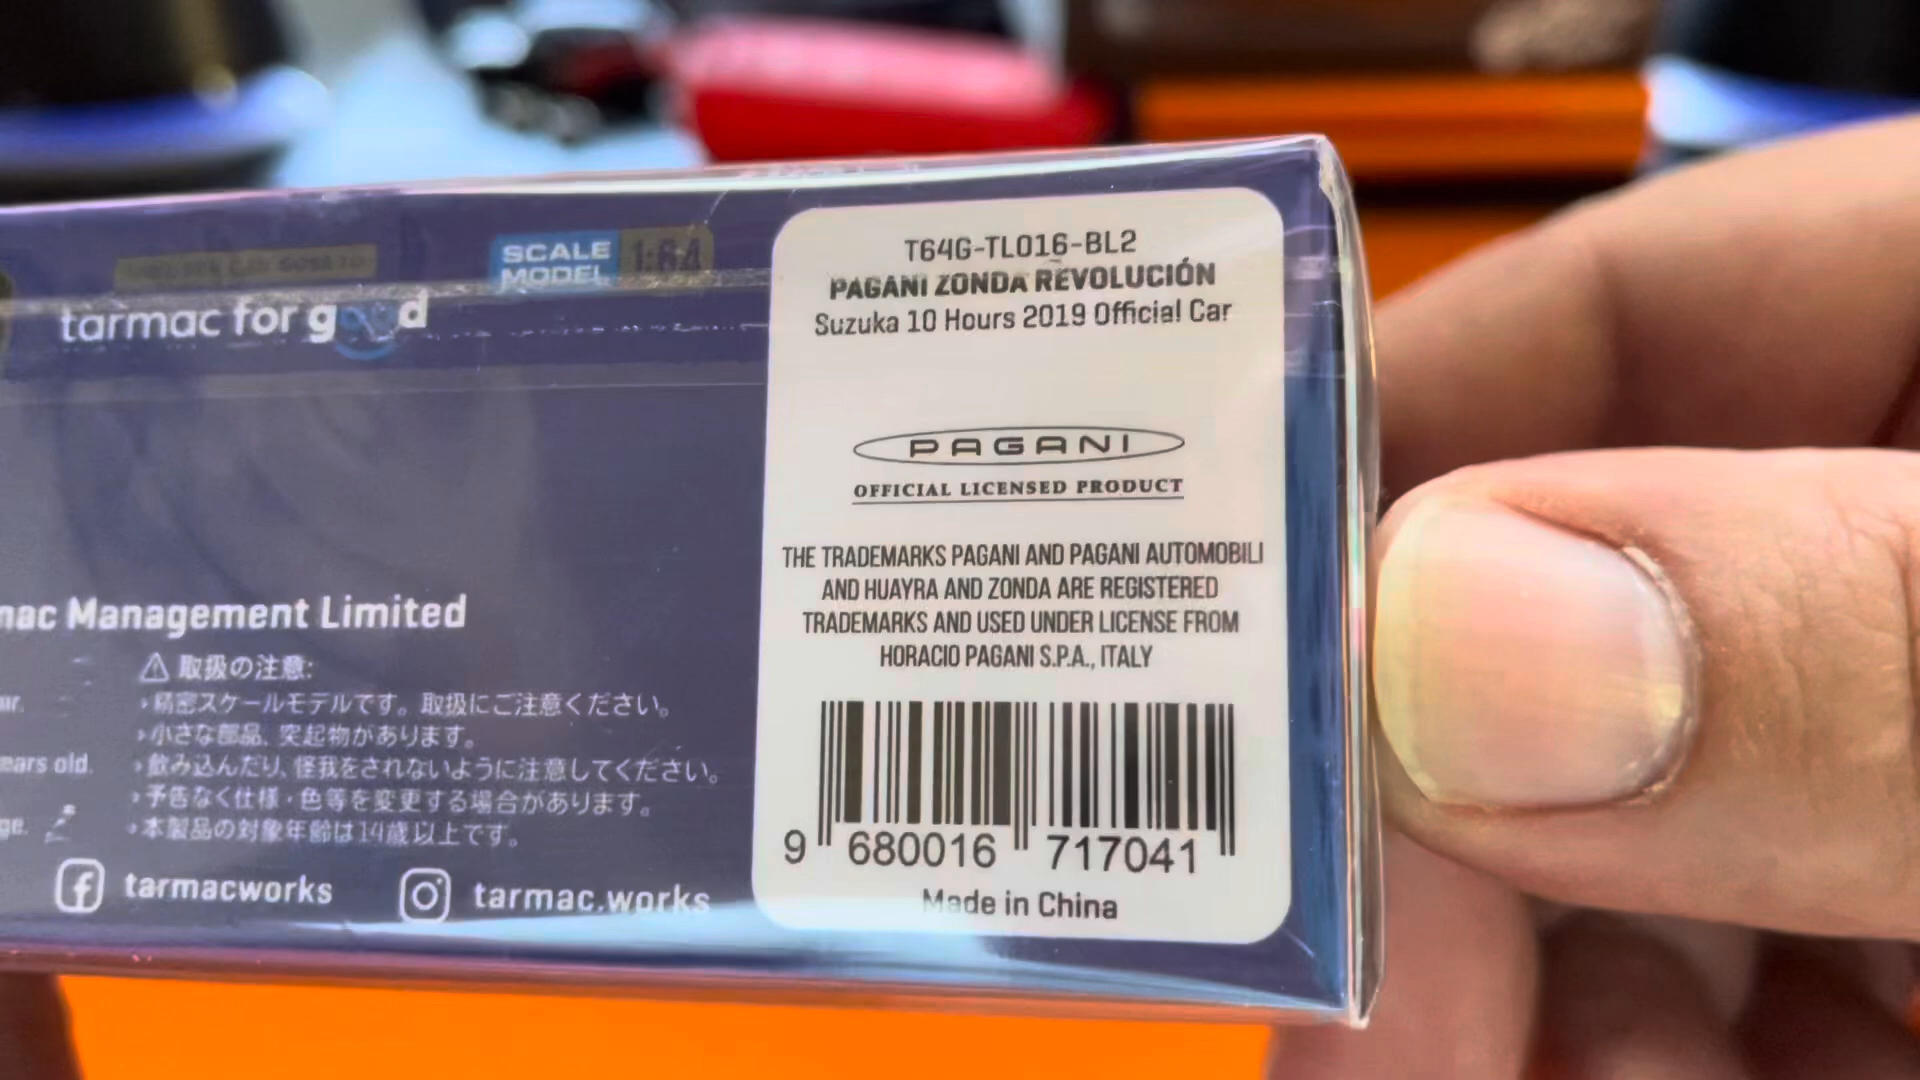 SCALE MODEL 1:64
tarmac for good
mac Management Limited
ar.
ears old.
ge.
⚠ 取扱の注意:
›精密スケールモデルです。取扱にご注意ください。
›小さな部品、突起物があります。
›飲み込んだり、怪我をされないように注意してください。
›予告なく仕様・色等を変更する場合があります。
›本製品の対象年齢は14歳以上です。
tarmacworks
tarmac.works
T64G-TL016-BL2
PAGANI ZONDA REVOLUCIÓN
Suzuka 10 Hours 2019 Official Car
PAGANI
OFFICIAL LICENSED PRODUCT
THE TRADEMARKS PAGANI AND PAGANI AUTOMOBILI
AND HUAYRA AND ZONDA ARE REGISTERED
TRADEMARKS AND USED UNDER LICENSE FROM
HORACIO PAGANI S.P.A., ITALY
9 680016 717041
Made in China